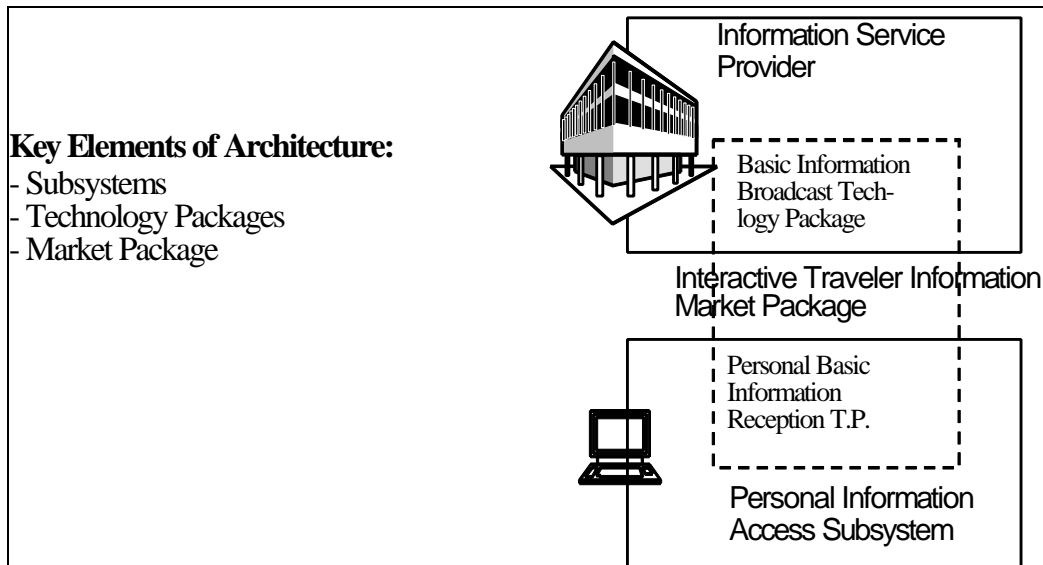 Key Elements of Architecture:
- Subsystems
- Technology Packages
- Market Package
Information Service
Provider
Basic Information
Broadcast Tech-
logy Package
Interactive Traveler Information
Market Package
Personal Basic
Information
Reception T.P.
Personal Information
Access Subsystem